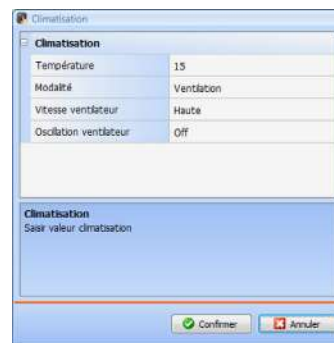 Climatisation
Climatisation
Température 15
Modalité Ventilation
Vitesse ventilateur Haute
Oscillation ventilateur Off
Climatisation
Saisir valeur climatisation
Confirmer Annuler